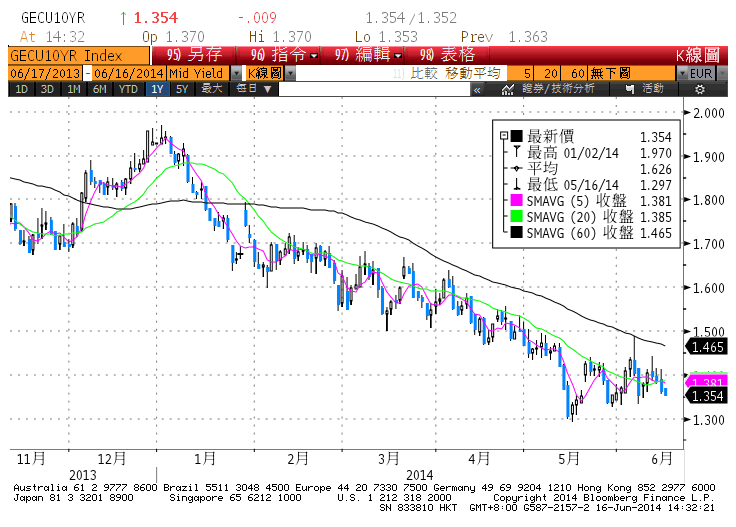 GECU10YR ↑ 1.354 -.009 1.354 / 1.352
At 14:32 Op 1.370 Hi 1.370 Lo 1.353 Prev 1.363
GECU10YR Index 95) 另存 96) 指令 97) 編輯 98) 表格 K線圖
06/17/2013 - 06/16/2014 Mid Yield K線圖 比較 移動平均 5 20 60 無下圖 EUR
1D 3D 1M 6M YTD 1Y 5Y 最大 每日 ▼ « 證券/技術分析 活動
2.000
最新價 1.354
最高 01/02/14 1.970
平均 1.626
最低 05/16/14 1.297
SMAVG (5) 收盤 1.381
SMAVG (20) 收盤 1.385
SMAVG (60) 收盤 1.465
1.900
1.800
1.700
1.600
1.500
1.465
1.381
1.354
1.300
11月 12月 1月 2月 3月 4月 5月 6月
2013 2014
Australia 61 2 9777 8600 Brazil 5511 3048 4500 Europe 44 20 7330 7500 Germany 49 69 9204 1210 Hong Kong 852 2977 6000
Japan 81 3 3201 8900 Singapore 65 6212 1000 U.S. 1 212 318 2000 Copyright 2014 Bloomberg Finance L.P.
SN 833810 HKT GMT+8:00 G587-2157-2 16-Jun-2014 14:32:21